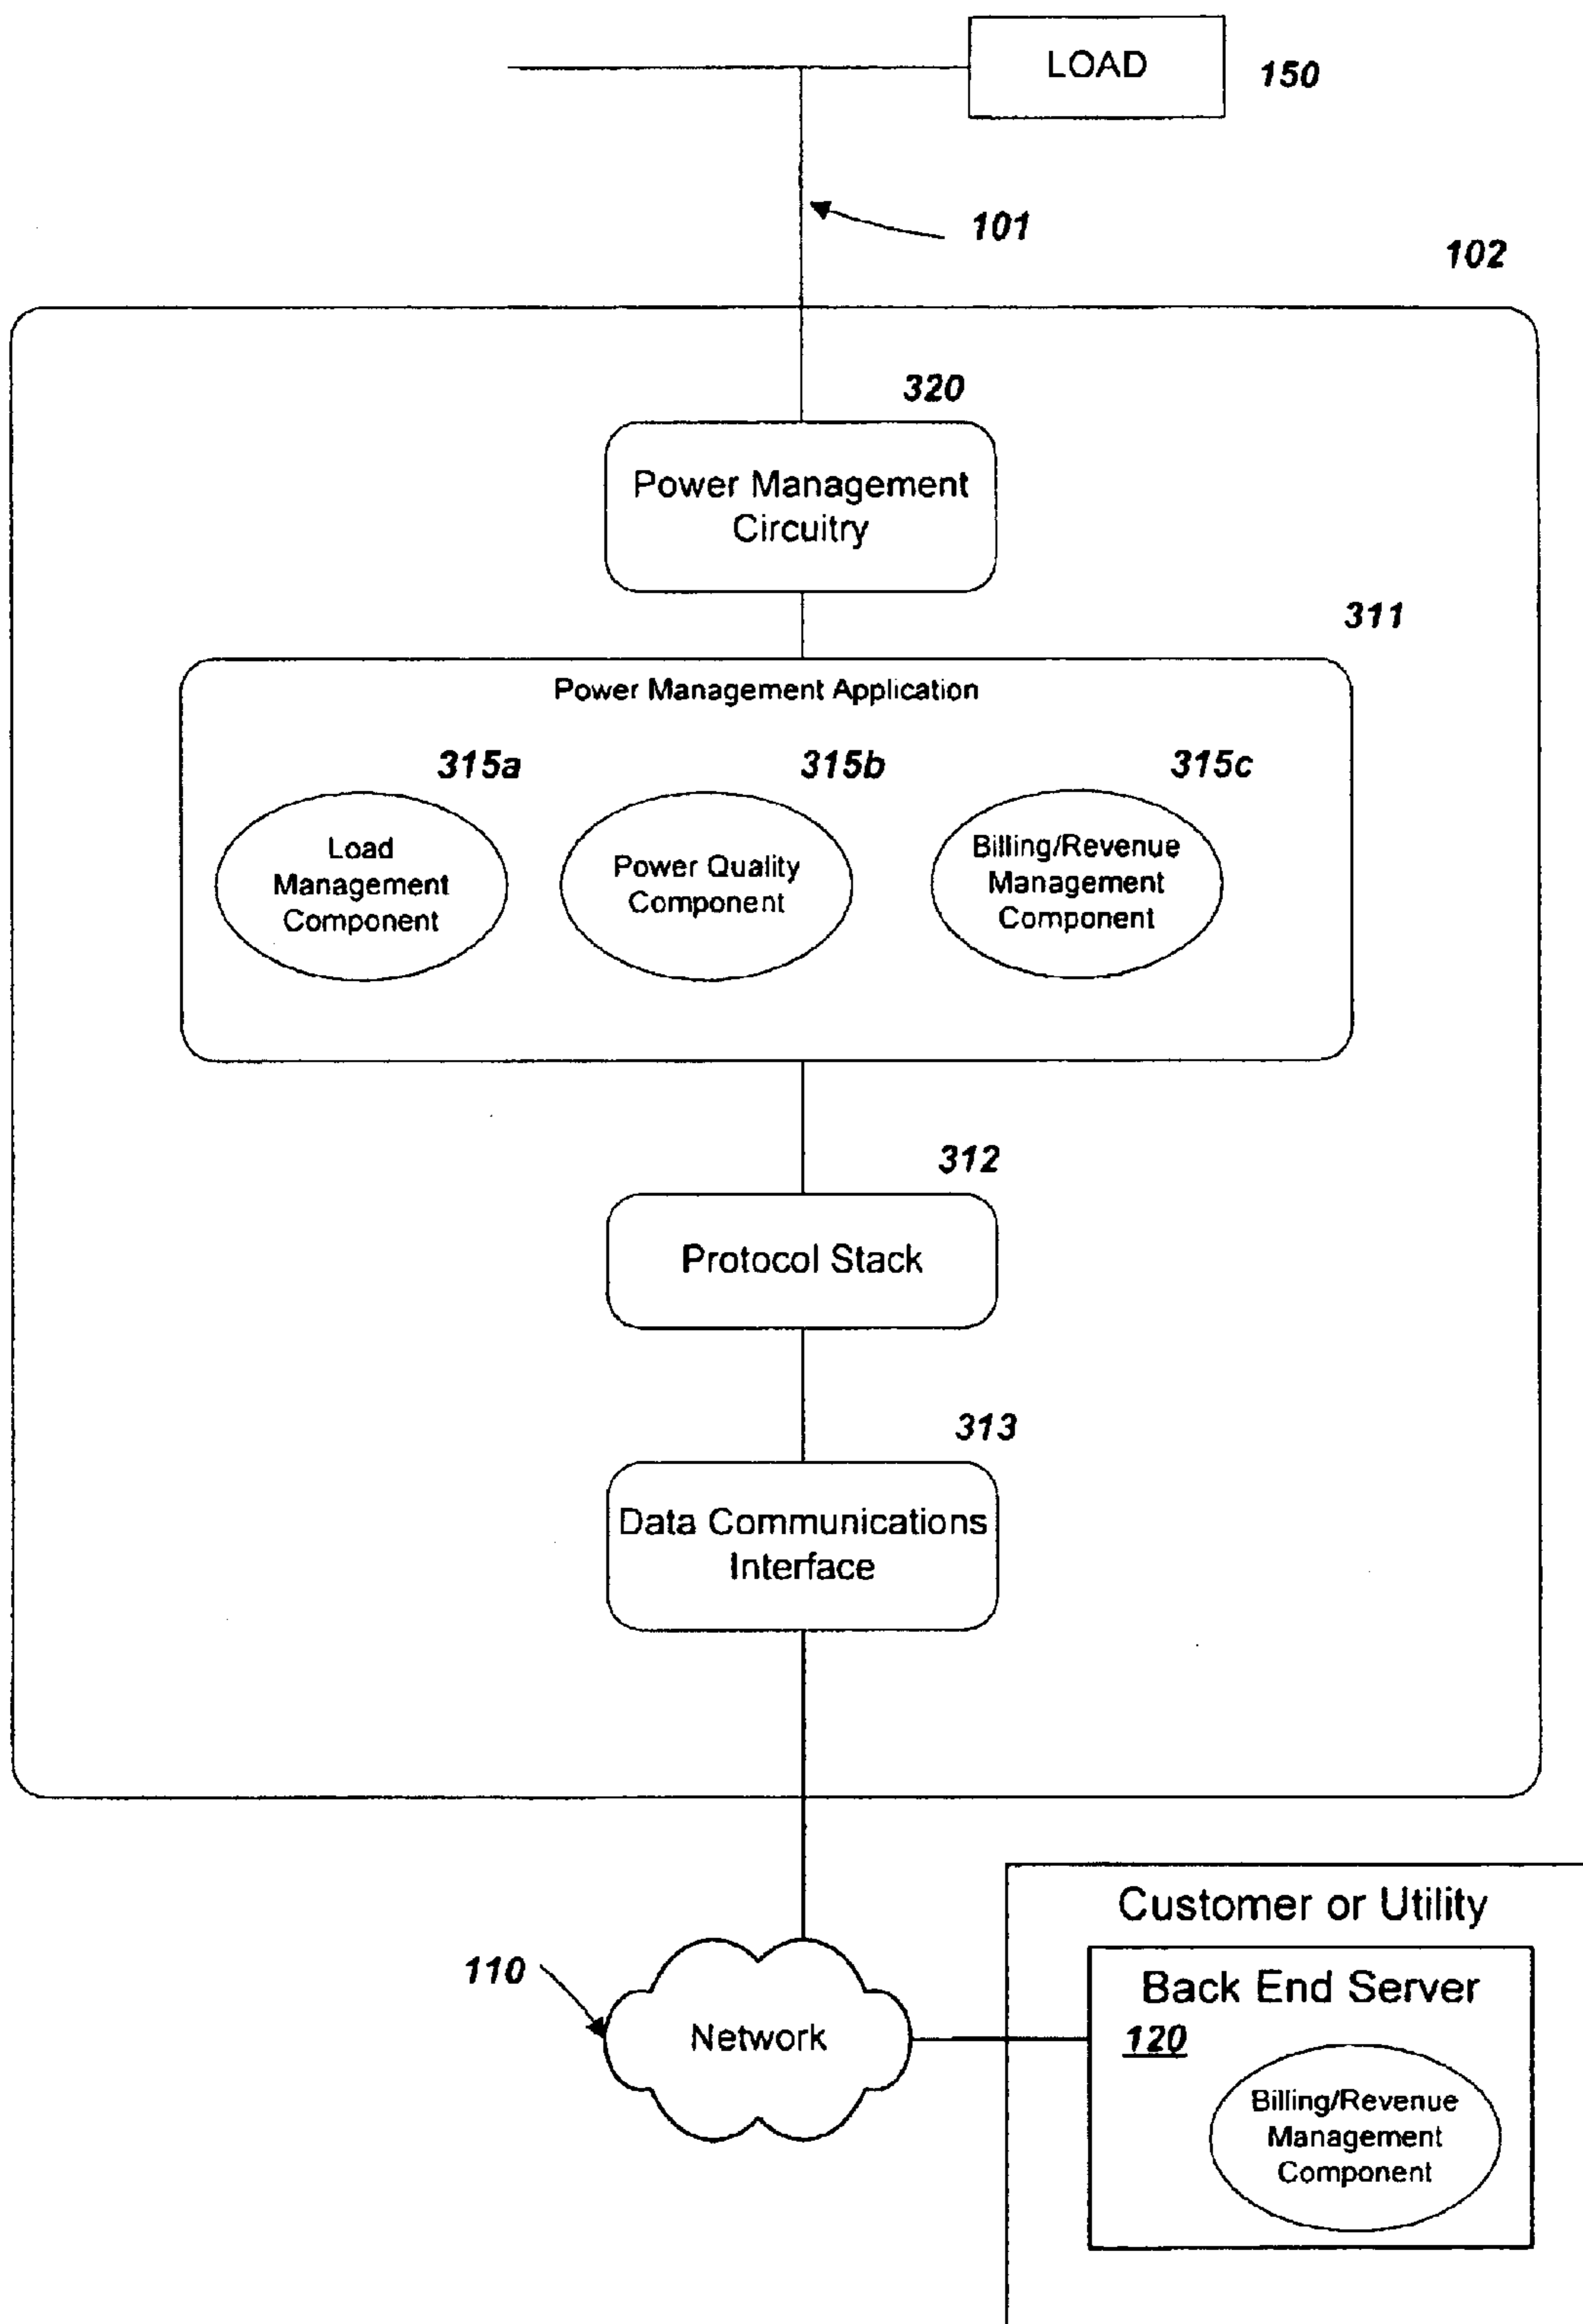 LOAD
150
101
102
320
Power Management
Circuitry
311
Power Management Application
315a
315b
315c
Load
Management
Component
Power Quality
Component
Billing/Revenue
Management
Component
312
Protocol Stack
313
Data Communications
Interface
Customer or Utility
Back End Server
110
Network
120
Billing/Revenue
Management
Component